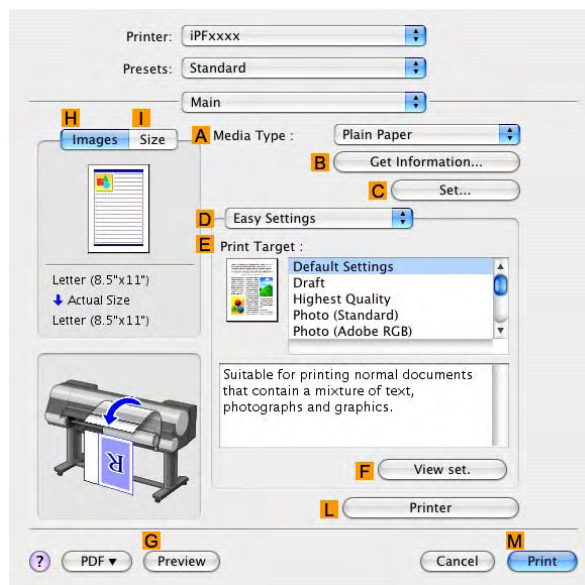 Printer: iPFxxxx
Presets: Standard
Main
H I
Images Size
A Media Type : Plain Paper
B Get Information...
C Set...
D Easy Settings
E Print Target :
Default Settings
Draft
Highest Quality
Photo (Standard)
Photo (Adobe RGB)
Letter (8.5"x11")
Actual Size
Letter (8.5"x11")
Suitable for printing normal documents
that contain a mixture of text,
photographs and graphics.
R
F View set.
L Printer
G M
? PDF Preview Cancel Print